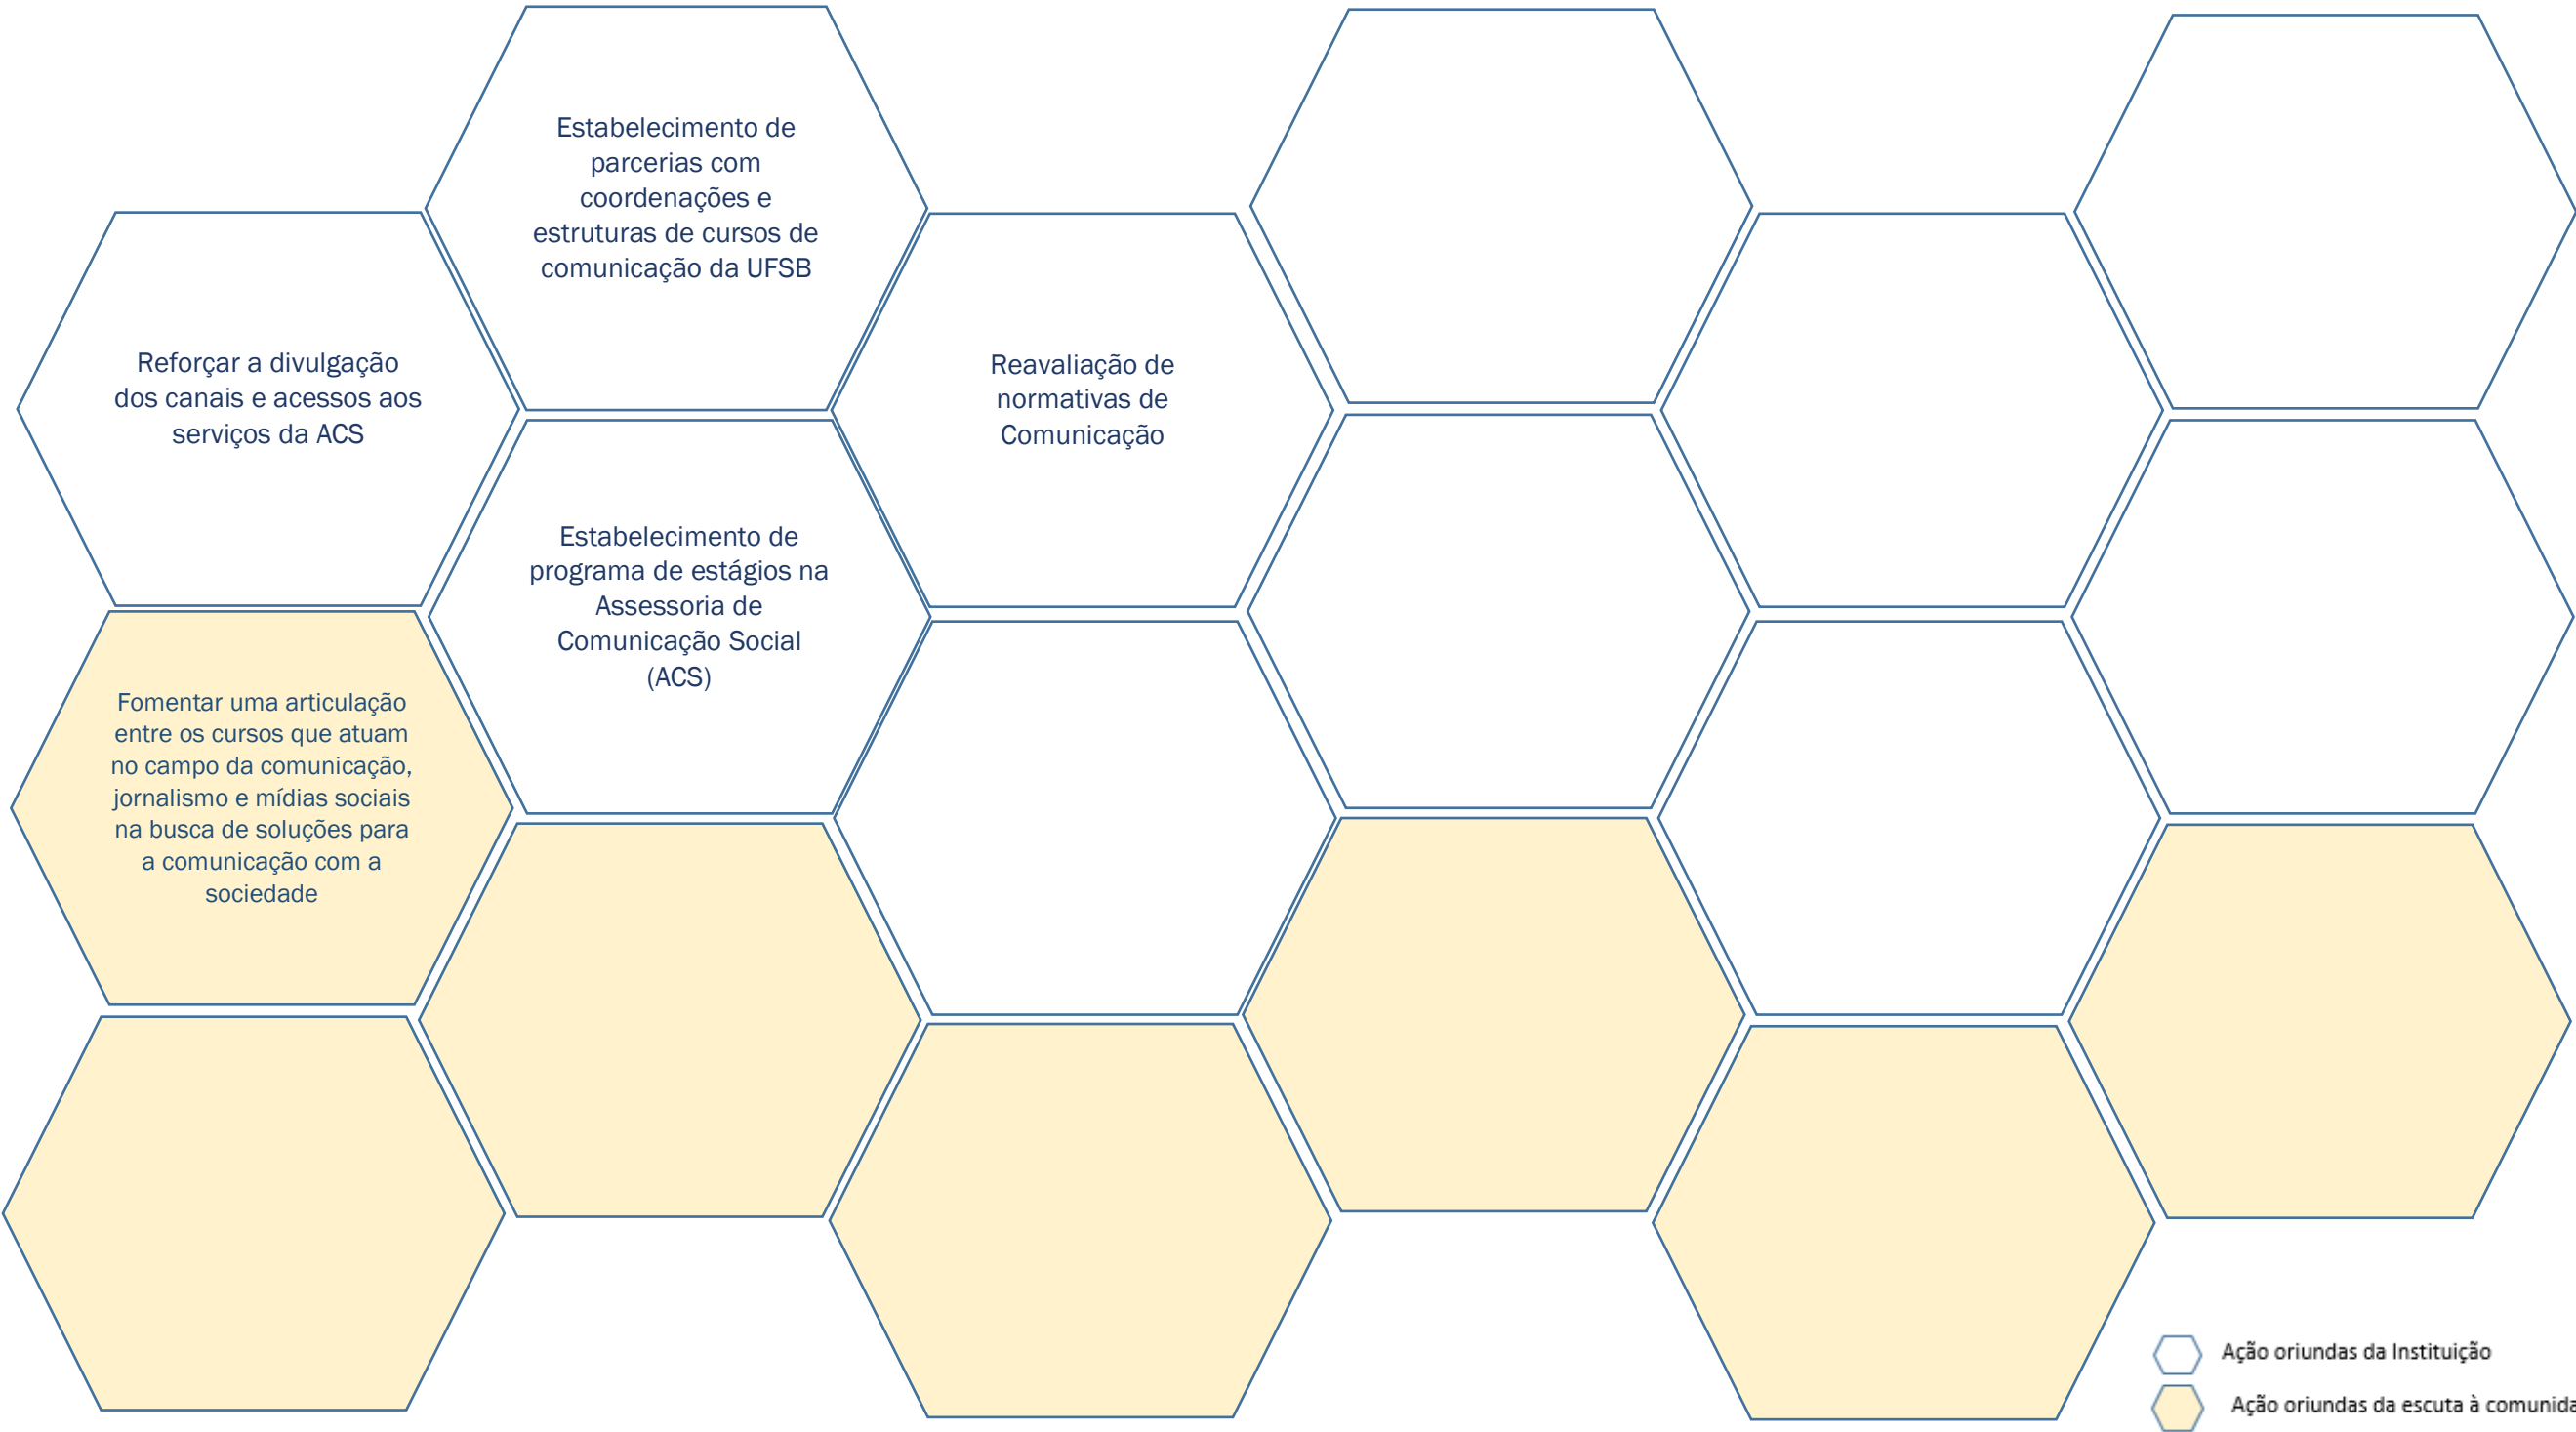 Estabelecimento de
parcerias com
coordenações e
estruturas de cursos de
comunicação da UFSB
Reforçar a divulgação
dos canais e acessos aos
serviços da ACS
Reavaliação de
normativas de
Comunicação
Estabelecimento de
programa de estágios na
Assessoria de
Comunicação Social
(ACS)
Fomentar uma articulação
entre os cursos que atuam
no campo da comunicação,
jornalismo e mídias sociais
na busca de soluções para
a comunicação com a
sociedade
Ação oriundas da Instituição
Ação oriundas da escuta à